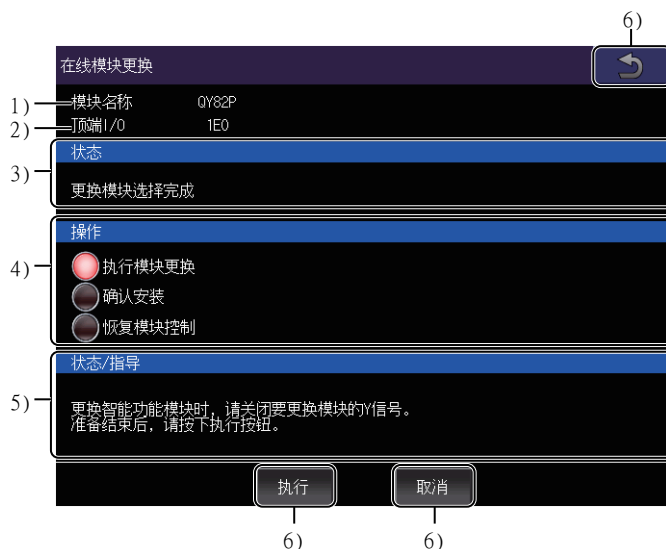 6)
在线模块更换
1) 模块名称 QY82P
2) 顶端I/O 1E0
状态
3)
更换模块选择完成
操作
4) 执行模块更换
确认安装
恢复模块控制
状态/指导
5) 更换智能功能模块时，请关闭要更换模块的Y信号。
准备结束后，请按下执行按钮。
执行 取消
6) 6)